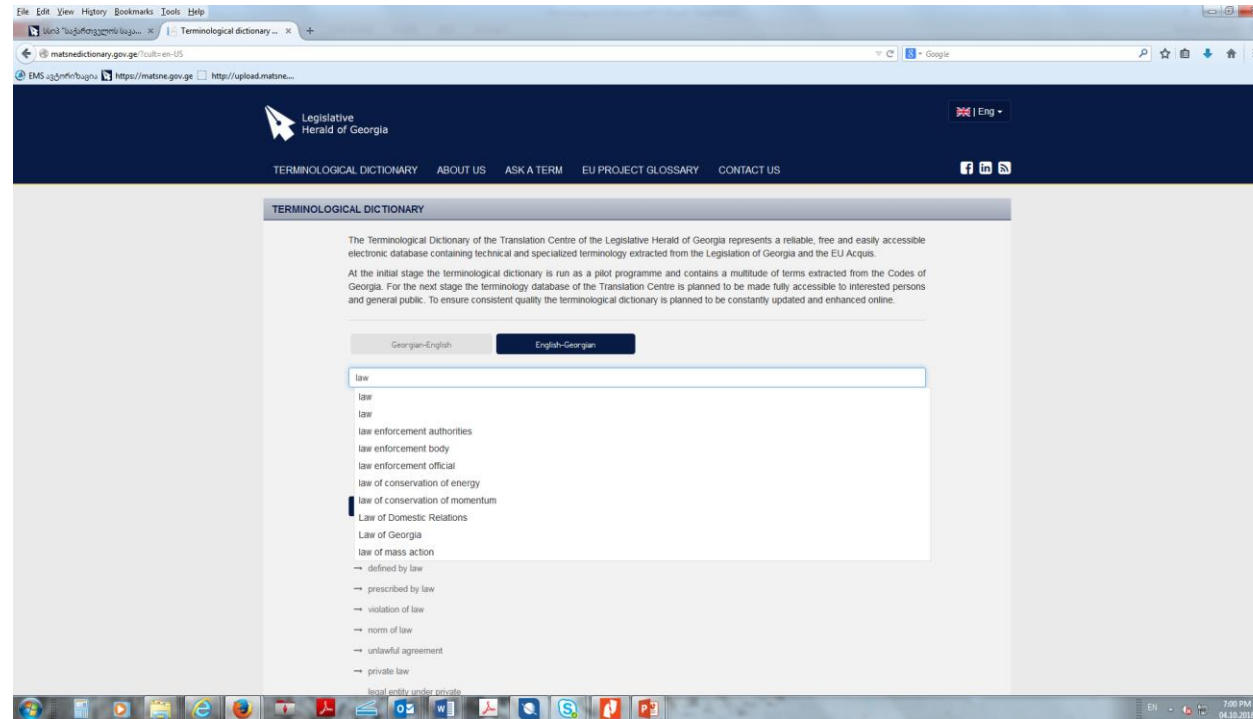 File Edit View History Bookmarks Tools Help
Terminological dictionary ... × +
matsnedictionary.gov.ge/?cult=en-US
Google
EMS ავტორიზაცია https://matsne.gov.ge http://upload.matsne....
Legislative
Herald of Georgia
| Eng
TERMINOLOGICAL DICTIONARY ABOUT US ASK A TERM EU PROJECT GLOSSARY CONTACT US
TERMINOLOGICAL DICTIONARY
The Terminological Dictionary of the Translation Centre of the Legislative Herald of Georgia represents a reliable, free and easily accessible
electronic database containing technical and specialized terminology extracted from the Legislation of Georgia and the EU Acquis.
At the initial stage the terminological dictionary is run as a pilot programme and contains a multitude of terms extracted from the Codes of
Georgia. For the next stage the terminology database of the Translation Centre is planned to be made fully accessible to interested persons
and general public. To ensure consistent quality the terminological dictionary is planned to be constantly updated and enhanced online.
Georgian-English English-Georgian
law
law
law
law enforcement authorities
law enforcement body
law enforcement official
law of conservation of energy
law of conservation of momentum
Law of Domestic Relations
Law of Georgia
law of mass action
→ defined by law
→ prescribed by law
→ violation of law
→ norm of law
→ unlawful agreement
→ private law
legal entity under private
EN 7:00 PM